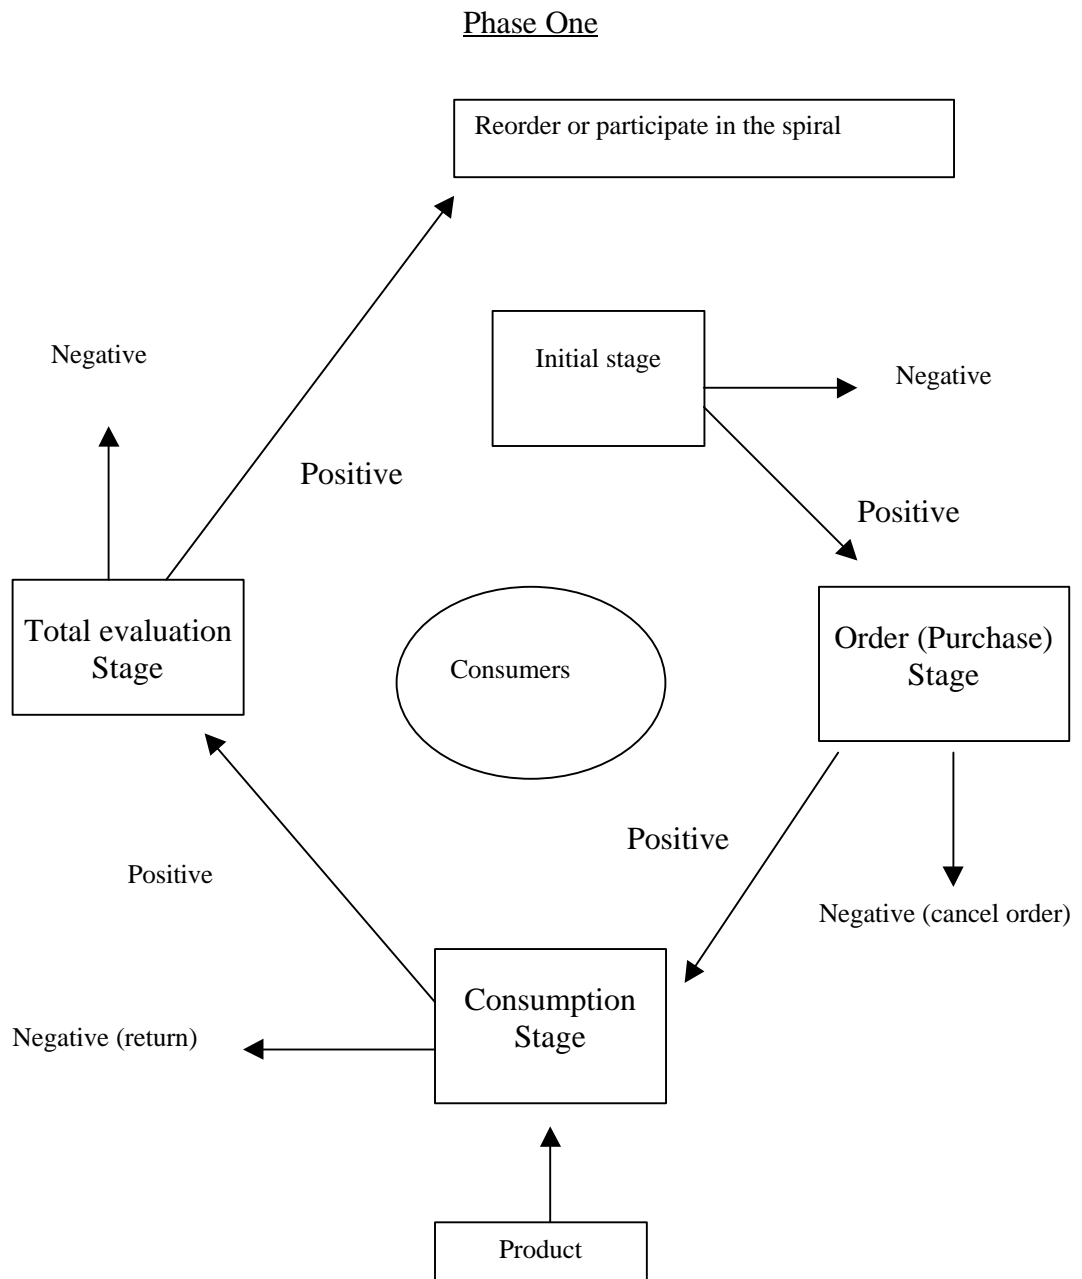 Phase One
Reorder or participate in the spiral
Negative
Initial stage
Negative
Positive
Positive
Total evaluation
Stage
Consumers
Order (Purchase)
Stage
Positive
Positive
Negative (cancel order)
Consumption
Stage
Negative (return)
Product